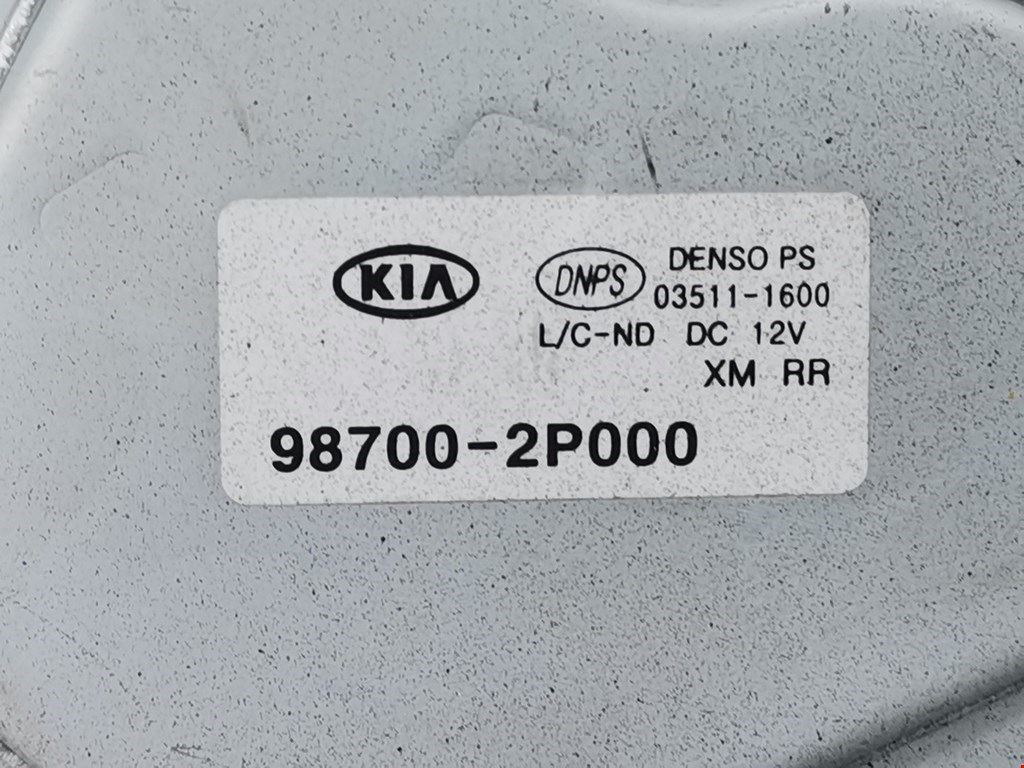 KIA DNPS DENSO PS
03511-1600
L/C-ND DC 12V
XM RR
98700-2P000